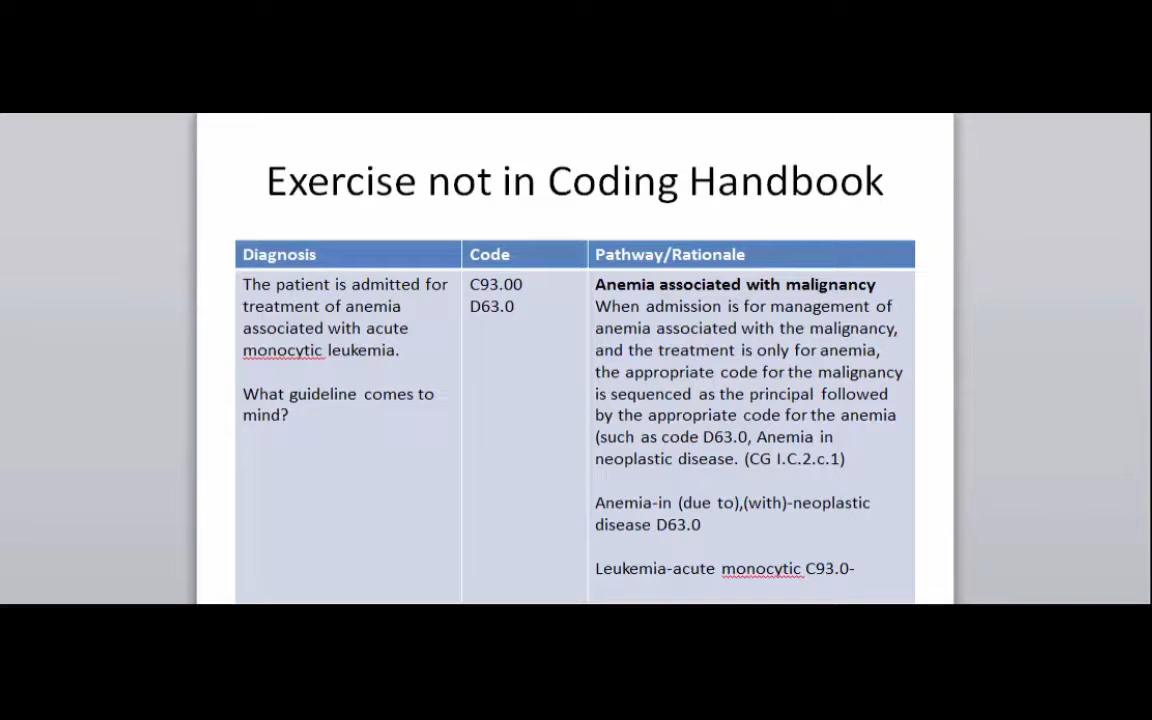 Exercise not in Coding Handbook
Diagnosis
Code
Pathway/Rationale
The patient is admitted for
treatment of anemia
associated with acute
monocytic leukemia.
What guideline comes to
mind?
C93.00
D63.0
Anemia associated with malignancy
When admission is for management of
anemia associated with the malignancy,
and the treatment is only for anemia,
the appropriate code for the malignancy
is sequenced as the principal followed
by the appropriate code for the anemia
(such as code D63.0, Anemia in
neoplastic disease. (CG I.C.2.c.1)
Anemia-in (due to),(with)-neoplastic
disease D63.0
Leukemia-acute monocytic C93.0-